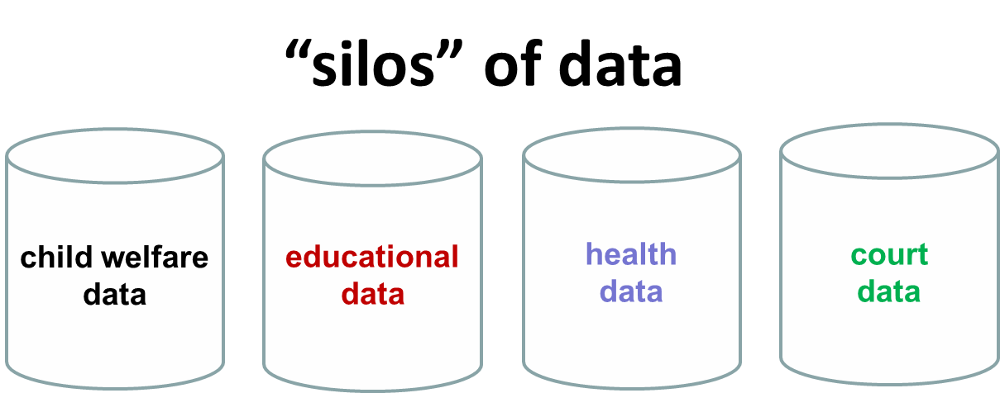 “silos” of data
child welfare
data
educational
data
health
data
court
data